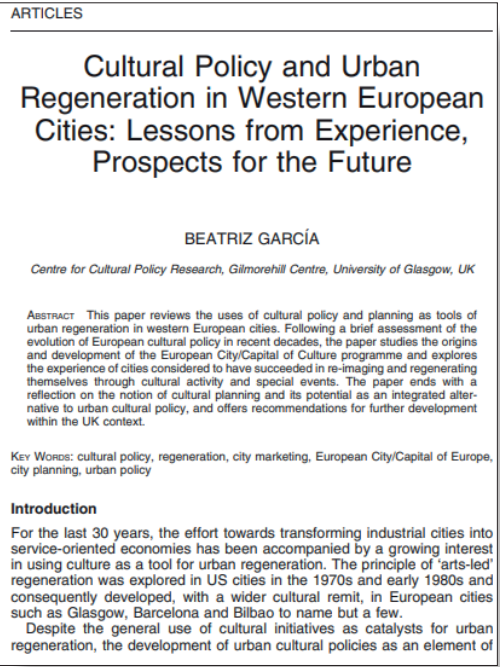 ARTICLES
Cultural Policy and Urban
Regeneration in Western European
Cities: Lessons from Experience,
Prospects for the Future
BEATRIZ GARCÍA
Centre for Cultural Policy Research, Gilmorehill Centre, University of Glasgow, UK
ABSTRACT This paper reviews the uses of cultural policy and planning as tools of
urban regeneration in western European cities. Following a brief assessment of the
evolution of European cultural policy in recent decades, the paper studies the origins
and development of the European City/Capital of Culture programme and explores
the experience of cities considered to have succeeded in re-imaging and regenerating
themselves through cultural activity and special events. The paper ends with a
reflection on the notion of cultural planning and its potential as an integrated alter-
native to urban cultural policy, and offers recommendations for further development
within the UK context.
KEY WORDS: cultural policy, regeneration, city marketing, European City/Capital of Europe,
city planning, urban policy
Introduction
For the last 30 years, the effort towards transforming industrial cities into
service-oriented economies has been accompanied by a growing interest
in using culture as a tool for urban regeneration. The principle of ‘arts-led’
regeneration was explored in US cities in the 1970s and early 1980s and
consequently developed, with a wider cultural remit, in European cities
such as Glasgow, Barcelona and Bilbao to name but a few.
Despite the general use of cultural initiatives as catalysts for urban
regeneration, the development of urban cultural policies as an element of